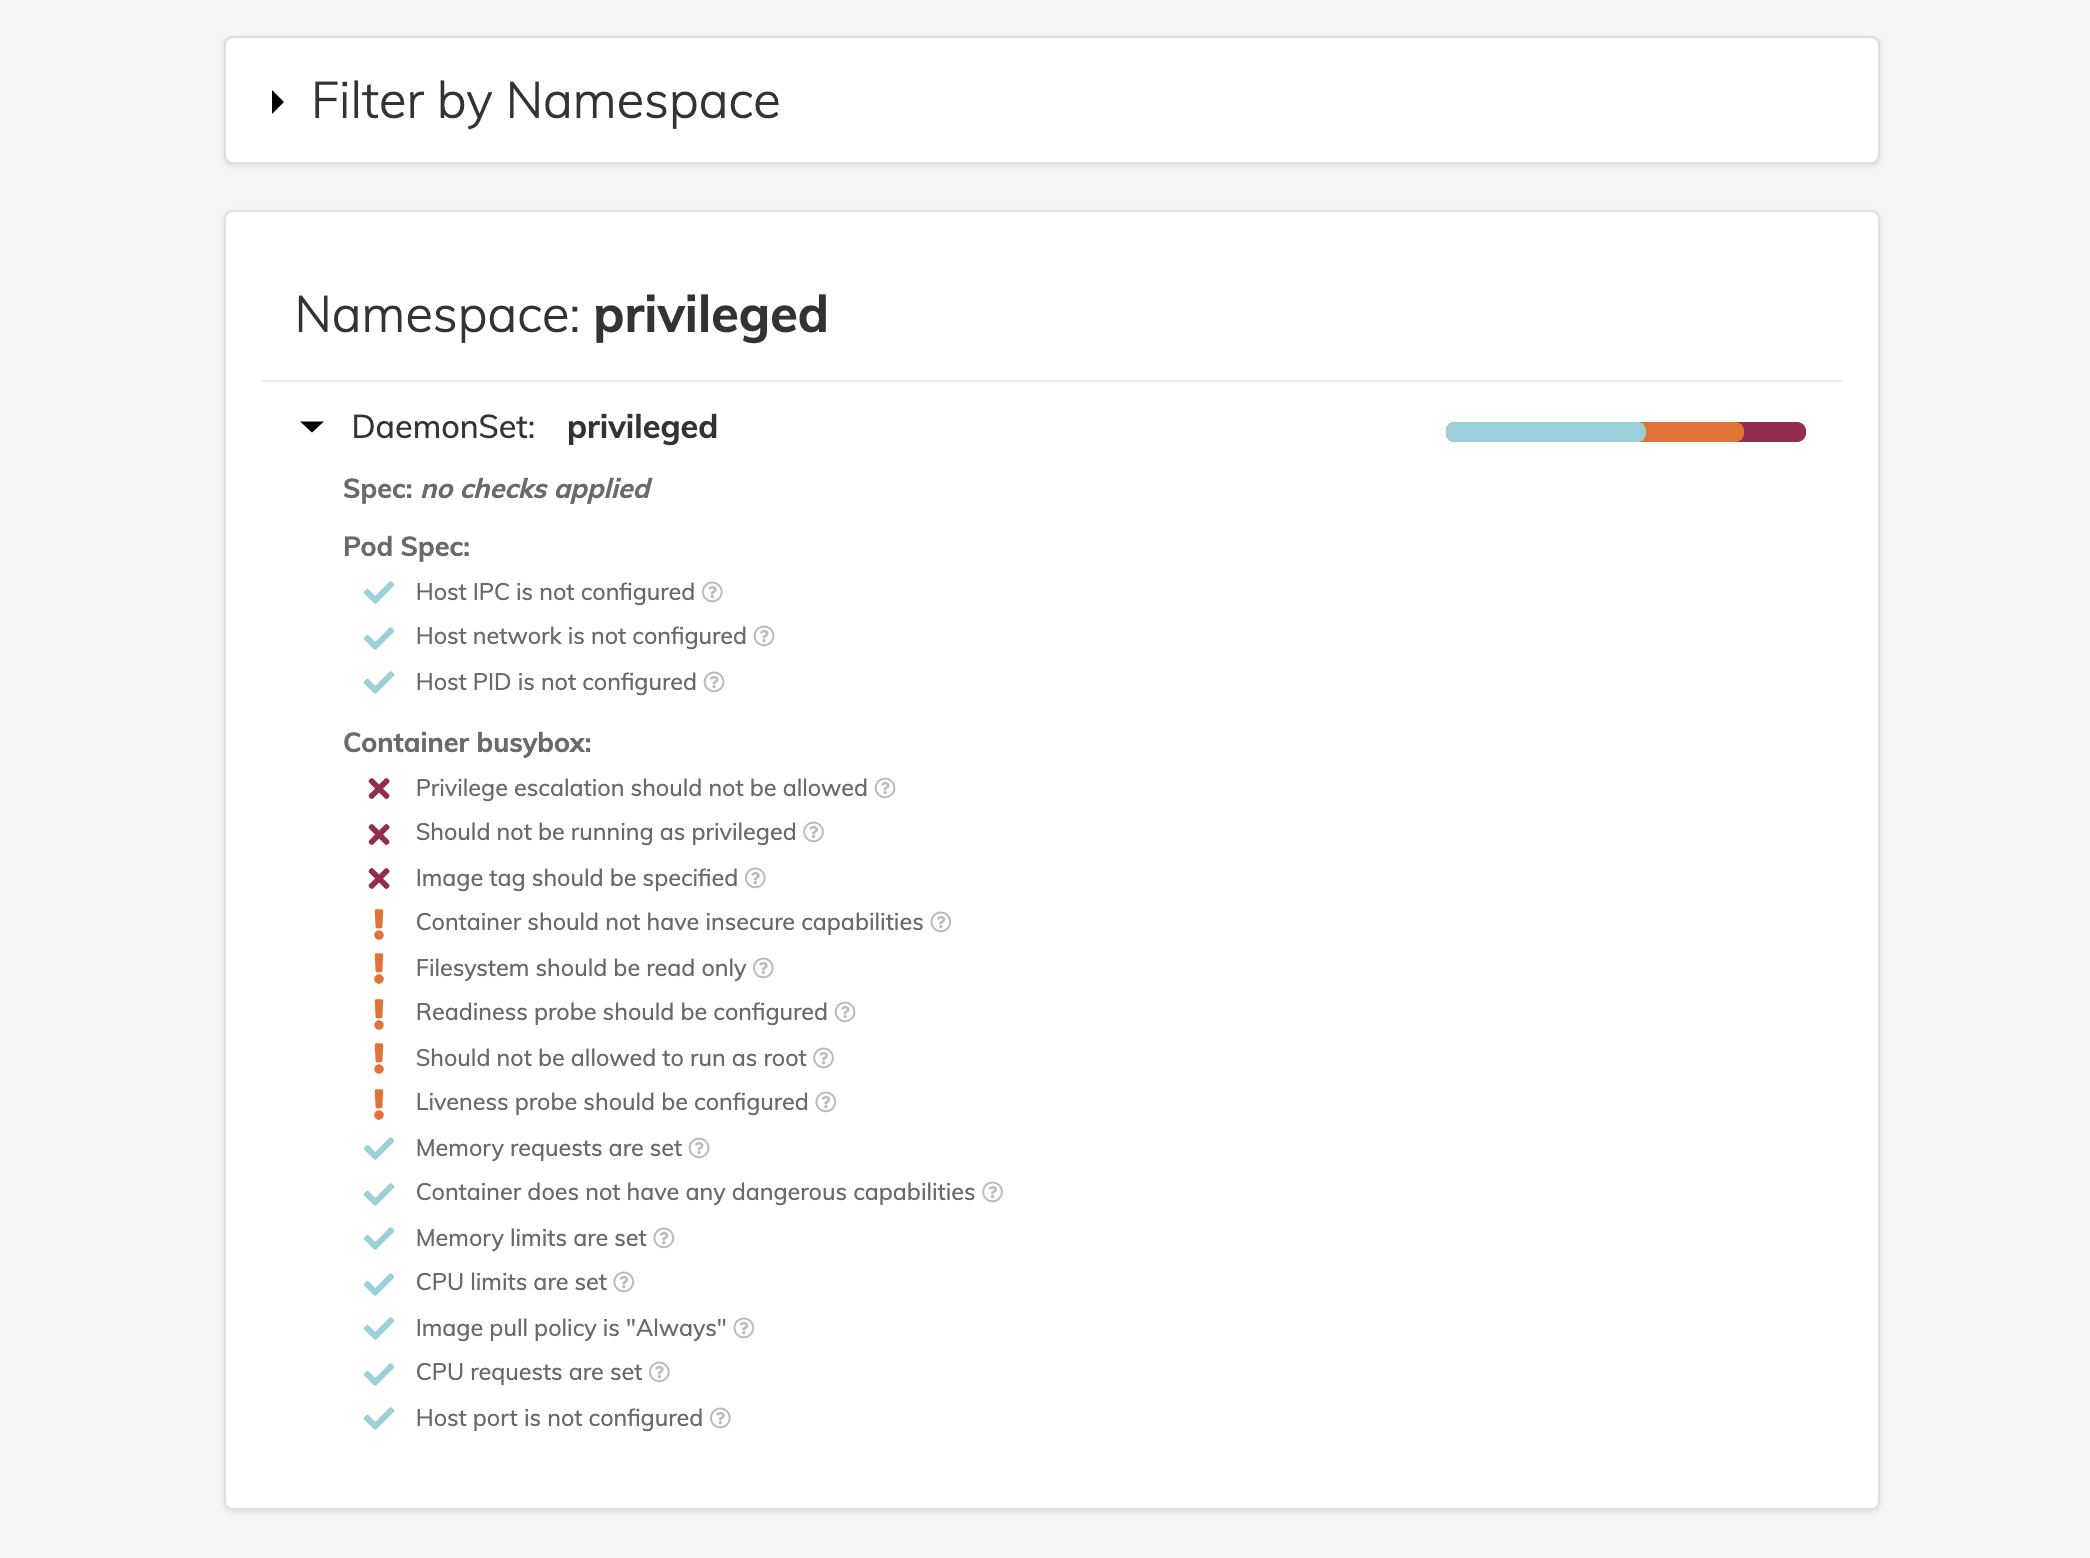 Filter by Namespace
Namespace: privileged
DaemonSet: privileged
Spec: no checks applied
Pod Spec:
Host IPC is not configured ?
Host network is not configured ?
Host PID is not configured ?
Container busybox:
Privilege escalation should not be allowed ?
Should not be running as privileged ?
Image tag should be specified ?
Container should not have insecure capabilities ?
Filesystem should be read only ?
Readiness probe should be configured ?
Should not be allowed to run as root ?
Liveness probe should be configured ?
Memory requests are set ?
Container does not have any dangerous capabilities ?
Memory limits are set ?
CPU limits are set ?
Image pull policy is "Always" ?
CPU requests are set ?
Host port is not configured ?